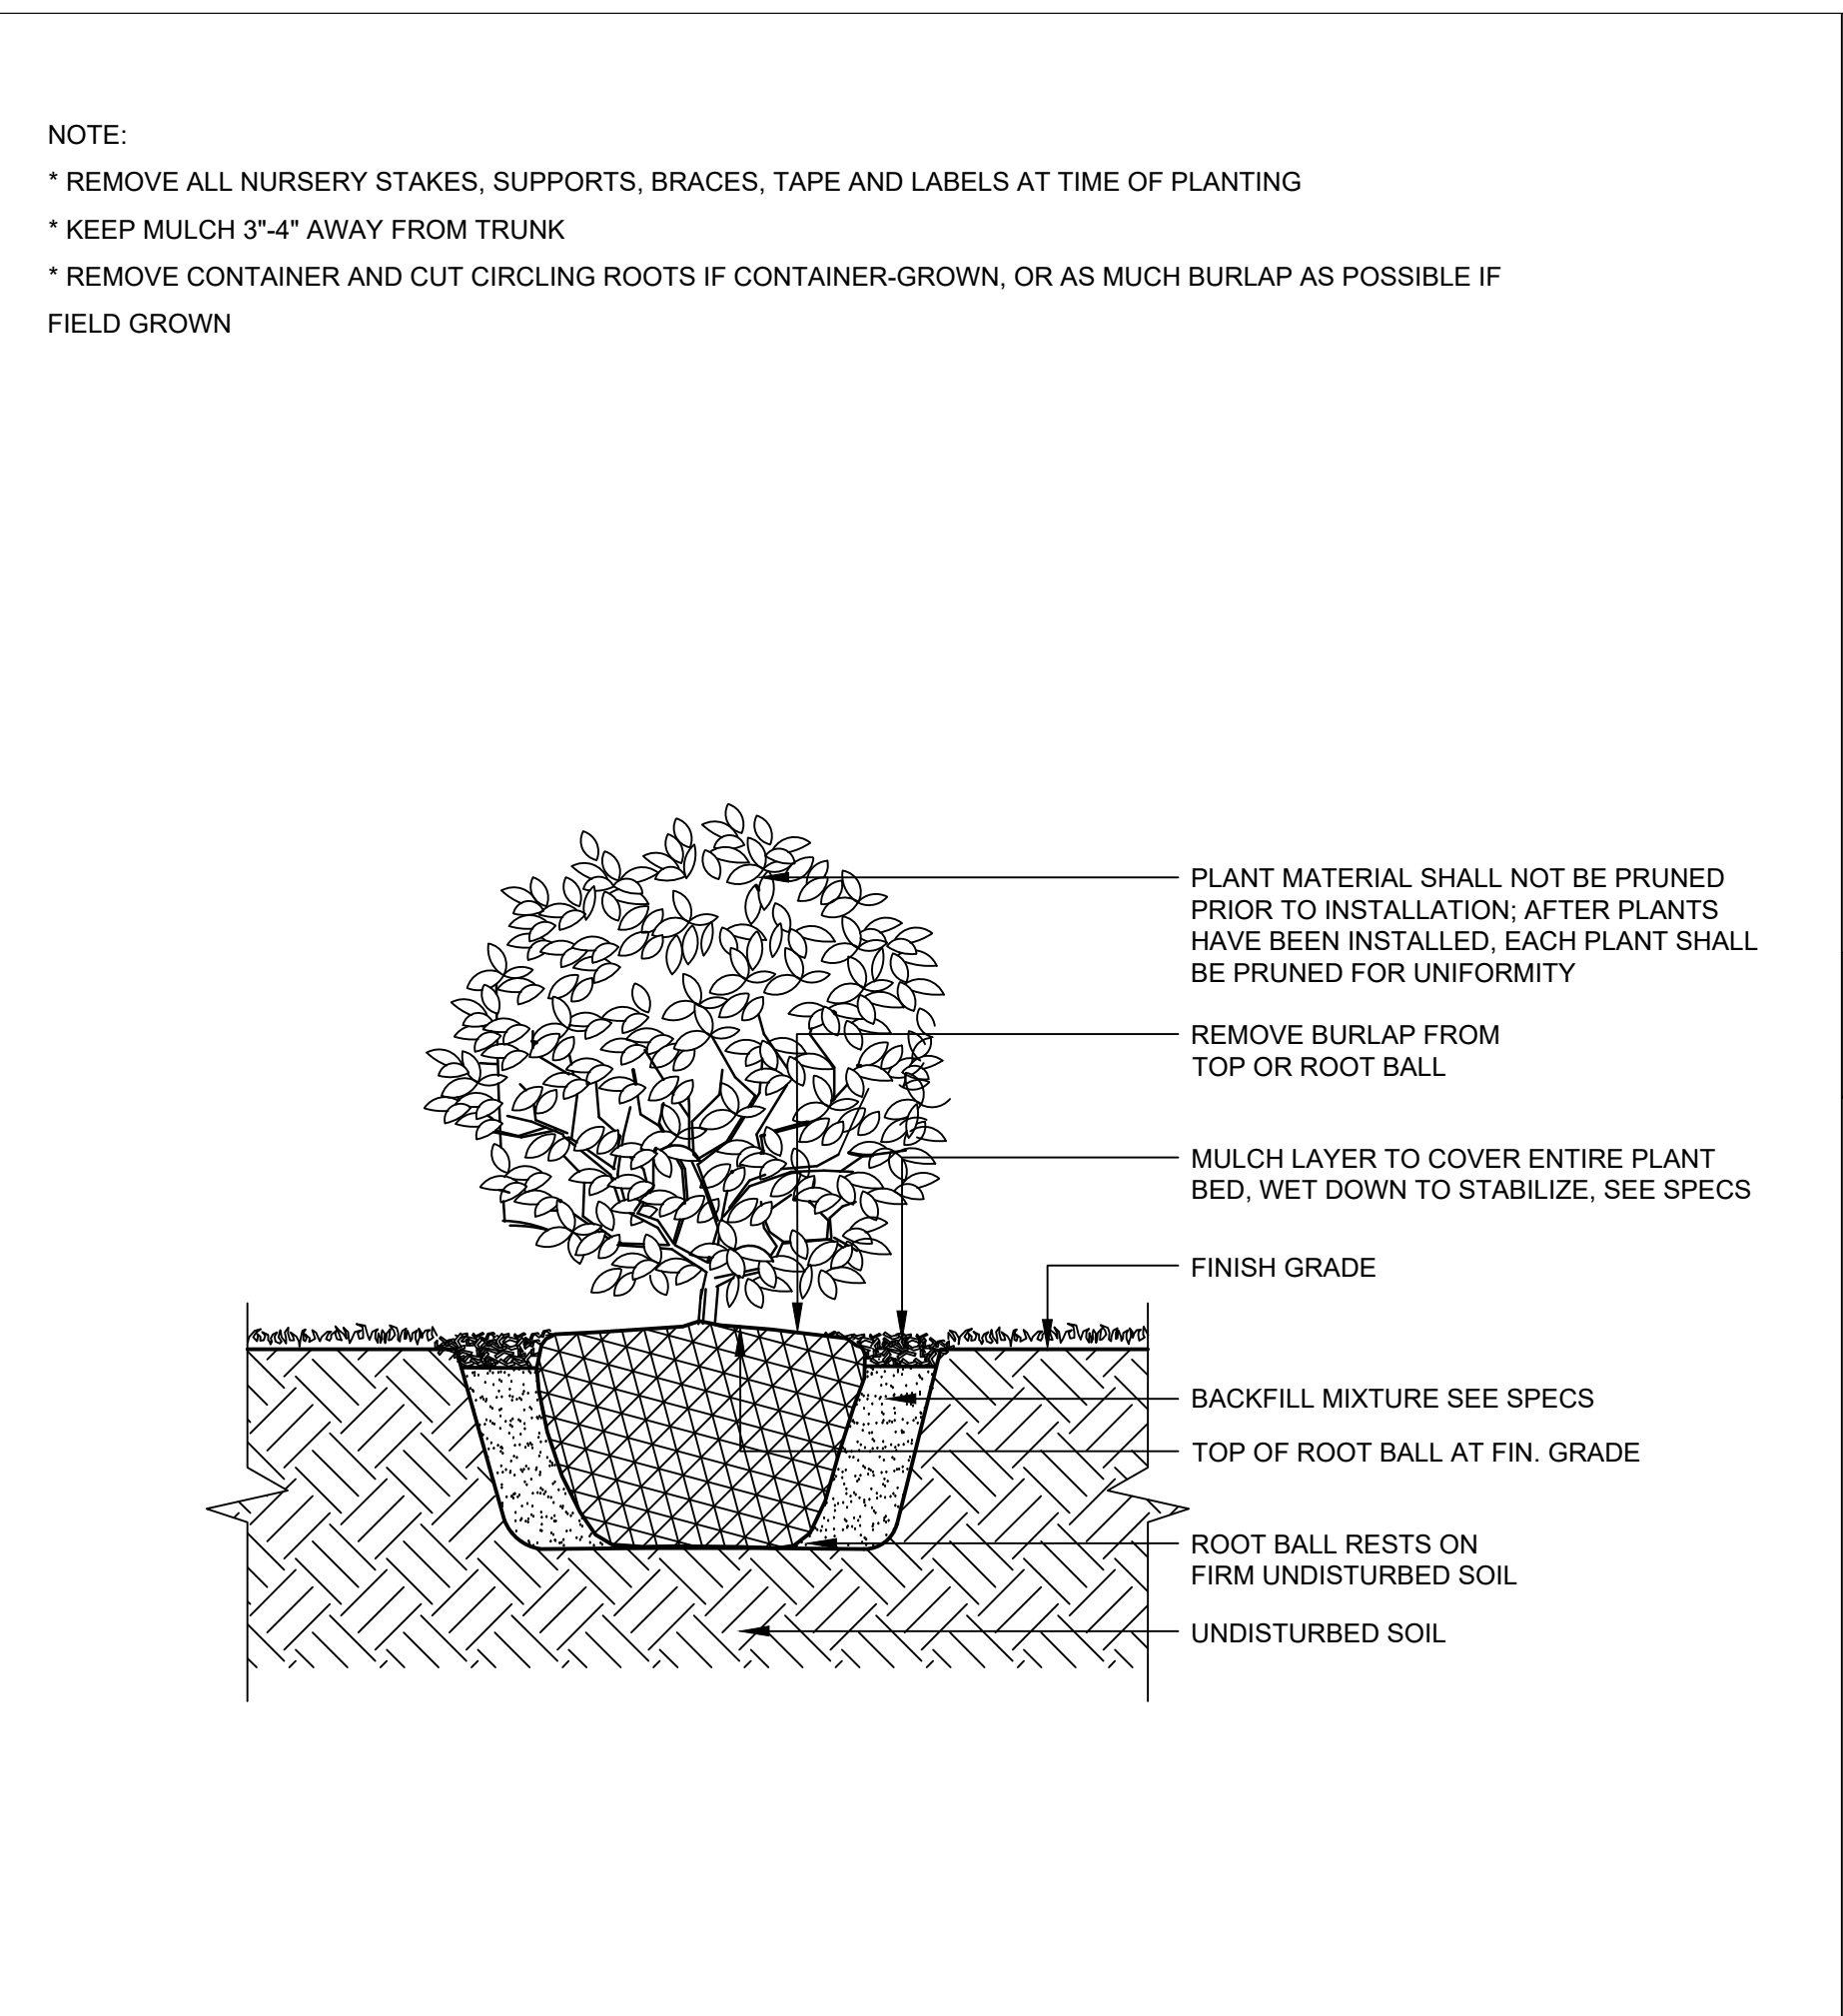 NOTE:
* REMOVE ALL NURSERY STAKES, SUPPORTS, BRACES, TAPE AND LABELS AT TIME OF PLANTING
* KEEP MULCH 3"-4" AWAY FROM TRUNK
* REMOVE CONTAINER AND CUT CIRCLING ROOTS IF CONTAINER-GROWN, OR AS MUCH BURLAP AS POSSIBLE IF
FIELD GROWN
PLANT MATERIAL SHALL NOT BE PRUNED
PRIOR TO INSTALLATION; AFTER PLANTS
HAVE BEEN INSTALLED, EACH PLANT SHALL
BE PRUNED FOR UNIFORMITY
REMOVE BURLAP FROM
TOP OR ROOT BALL
MULCH LAYER TO COVER ENTIRE PLANT
BED, WET DOWN TO STABILIZE, SEE SPECS
FINISH GRADE
BACKFILL MIXTURE SEE SPECS
TOP OF ROOT BALL AT FIN. GRADE
ROOT BALL RESTS ON
FIRM UNDISTURBED SOIL
UNDISTURBED SOIL